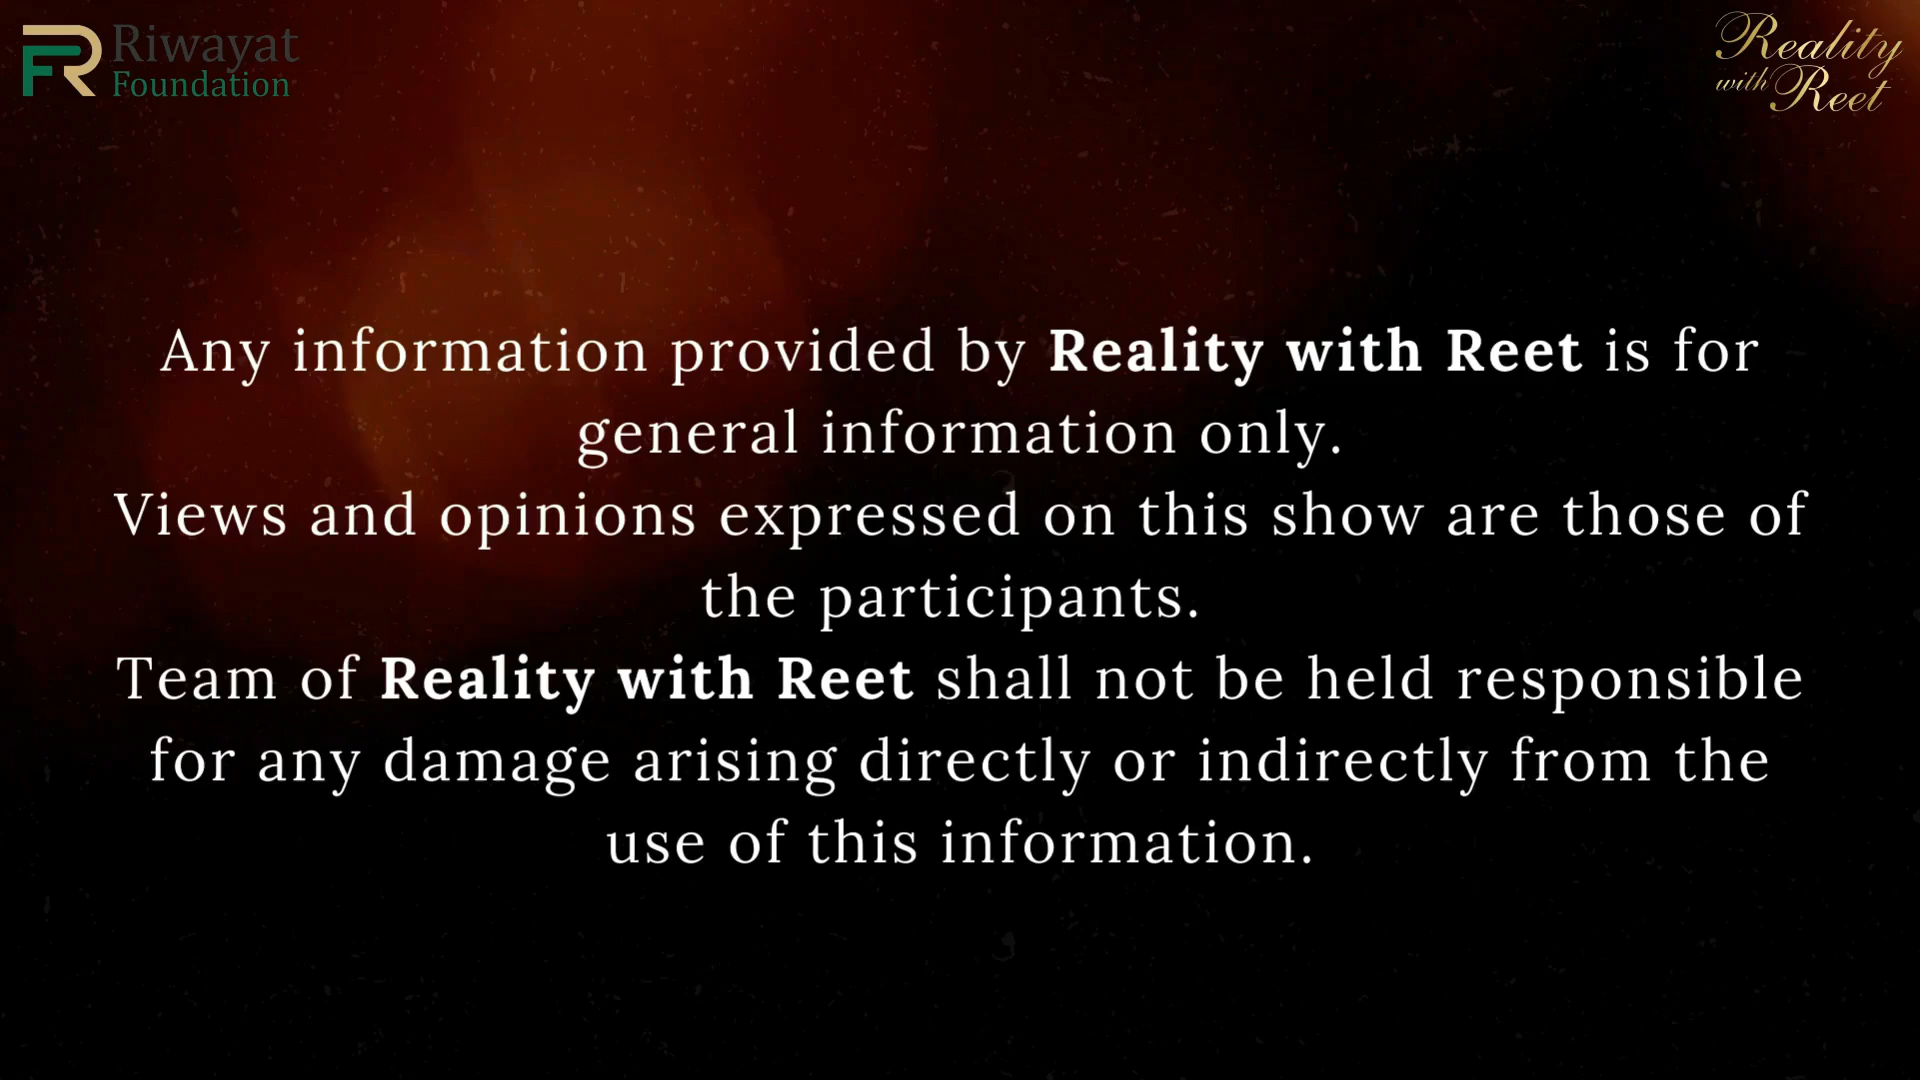 Riwayat
Foundation
Reality
with Reet
Any information provided by Reality with Reet is for
general information only.
Views and opinions expressed on this show are those of
the participants.
Team of Reality with Reet shall not be held responsible
for any damage arising directly or indirectly from the
use of this information.